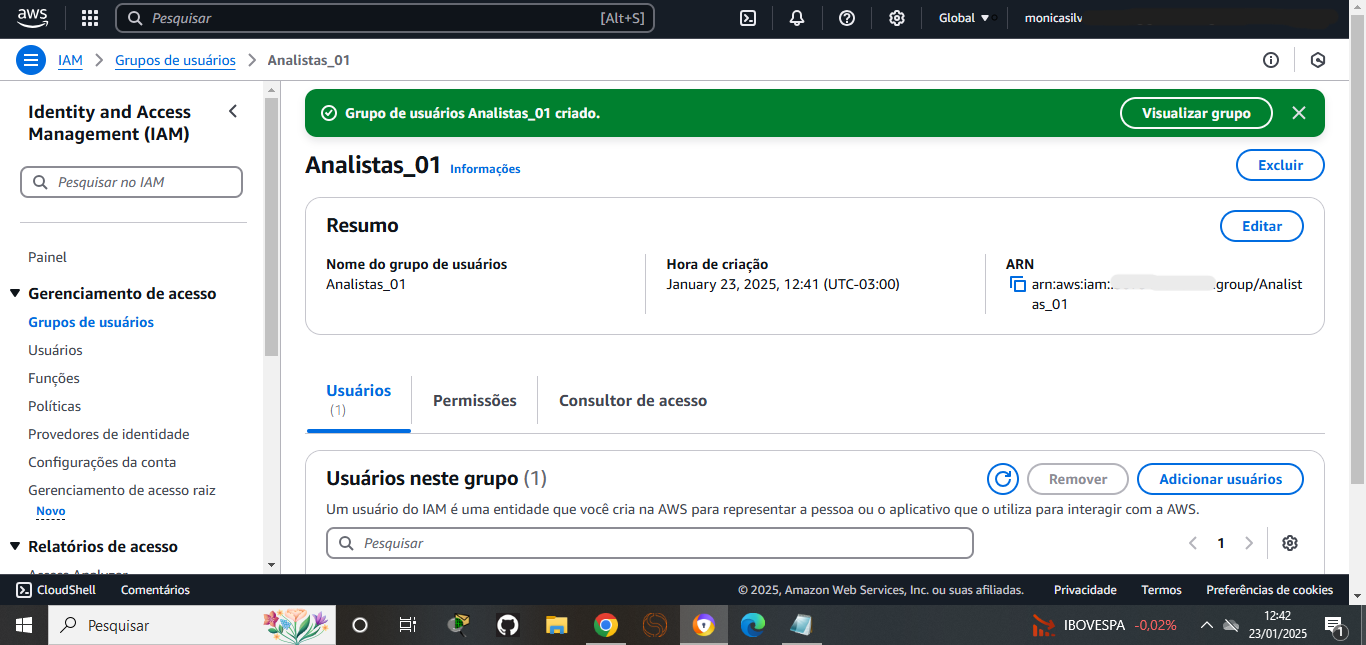 aws
Pesquisar
[Alt+S]
Global
monicasilv
IAM
Grupos de usuários
Analistas_01
Identity and Access
Management (IAM)
Pesquisar no IAM
Painel
Gerenciamento de acesso
Grupos de usuários
Usuários
Funções
Políticas
Provedores de identidade
Configurações da conta
Gerenciamento de acesso raiz
Novo
Relatórios de acesso
Access Analyzer
Grupo de usuários Analistas_01 criado.
Visualizar grupo
Analistas_01
Informações
Excluir
Resumo
Editar
Nome do grupo de usuários
Analistas_01
Hora de criação
January 23, 2025, 12:41 (UTC-03:00)
ARN
arn:aws:iam:
group/Analist
as_01
Usuários
(1)
Permissões
Consultor de acesso
Usuários neste grupo (1)
Remover
Adicionar usuários
Um usuário do IAM é uma entidade que você cria na AWS para representar a pessoa ou o aplicativo que o utiliza para interagir com a AWS.
Pesquisar
1
CloudShell
Comentários
© 2025, Amazon Web Services, Inc. ou suas afiliadas.
Privacidade
Termos
Preferências de cookies
Pesquisar
IBOVESPA -0,02%
12:42
23/01/2025
1